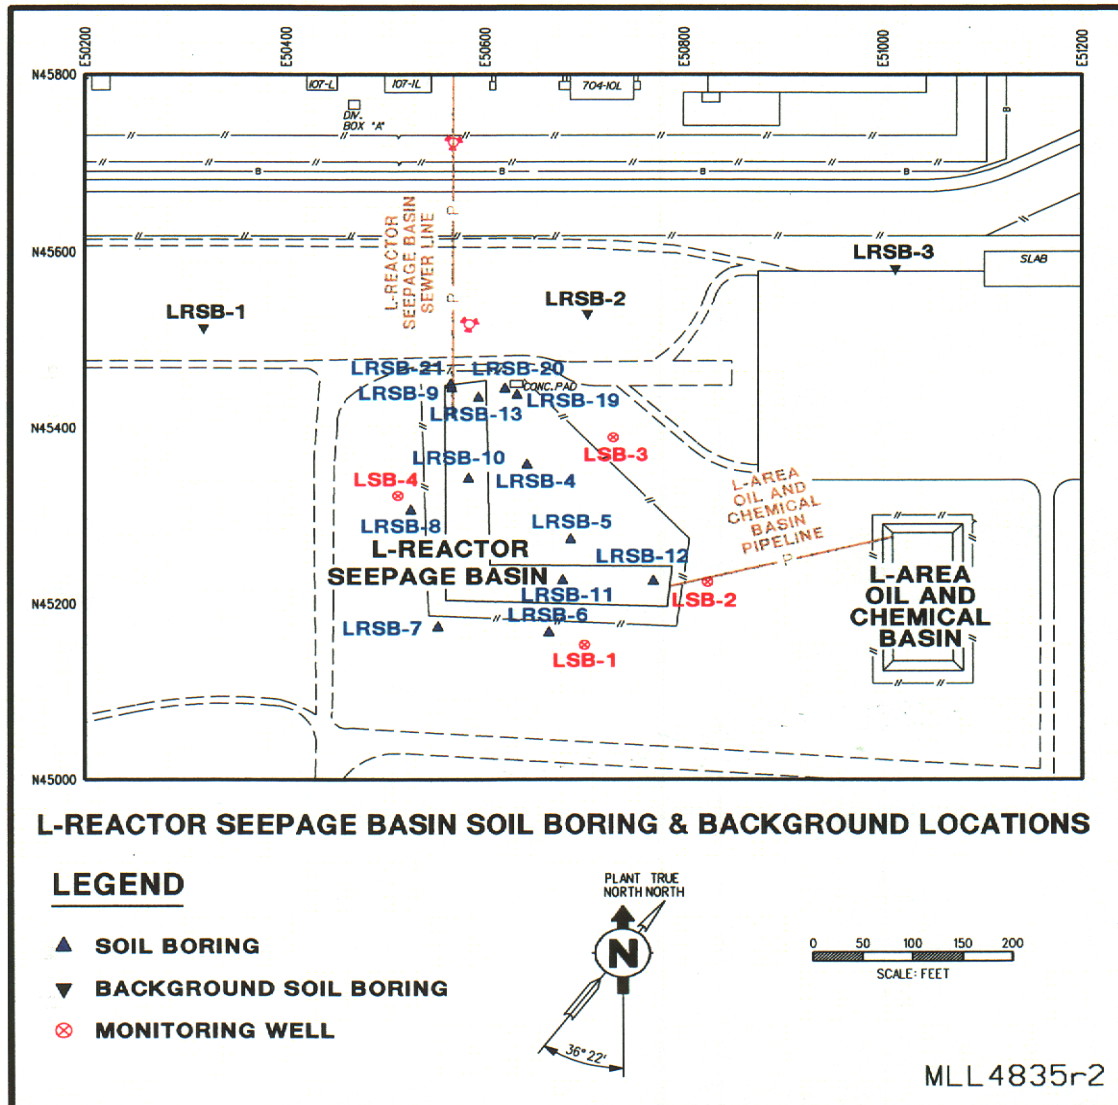 E50200
E50400
E50600
E50800
E51000
E51200
N45800
N45600
N45400
N45200
N45000
107-L
107-1L
704-10L
DIV.
BOX "A"
B
B
B
B
L-REACTOR
SEEPAGE BASIN
SEWER LINE
P
P
LRSB-3
SLAB
LRSB-1
LRSB-2
LRSB-21
LRSB-20
LRSB-9
CONC. PAD
LRSB-19
LRSB-13
LRSB-10
LSB-3
LSB-4
LRSB-4
L-AREA
OIL AND
CHEMICAL
BASIN
PIPELINE
P
LRSB-8
LRSB-5
L-REACTOR
SEEPAGE BASIN
LRSB-12
LRSB-11
LSB-2
L-AREA
OIL AND
CHEMICAL
BASIN
LRSB-6
LRSB-7
LSB-1
L-REACTOR SEEPAGE BASIN SOIL BORING & BACKGROUND LOCATIONS
LEGEND
SOIL BORING
BACKGROUND SOIL BORING
MONITORING WELL
PLANT TRUE
NORTH NORTH
N
36° 22'
0 50 100 150 200
SCALE: FEET
MLL4835r2